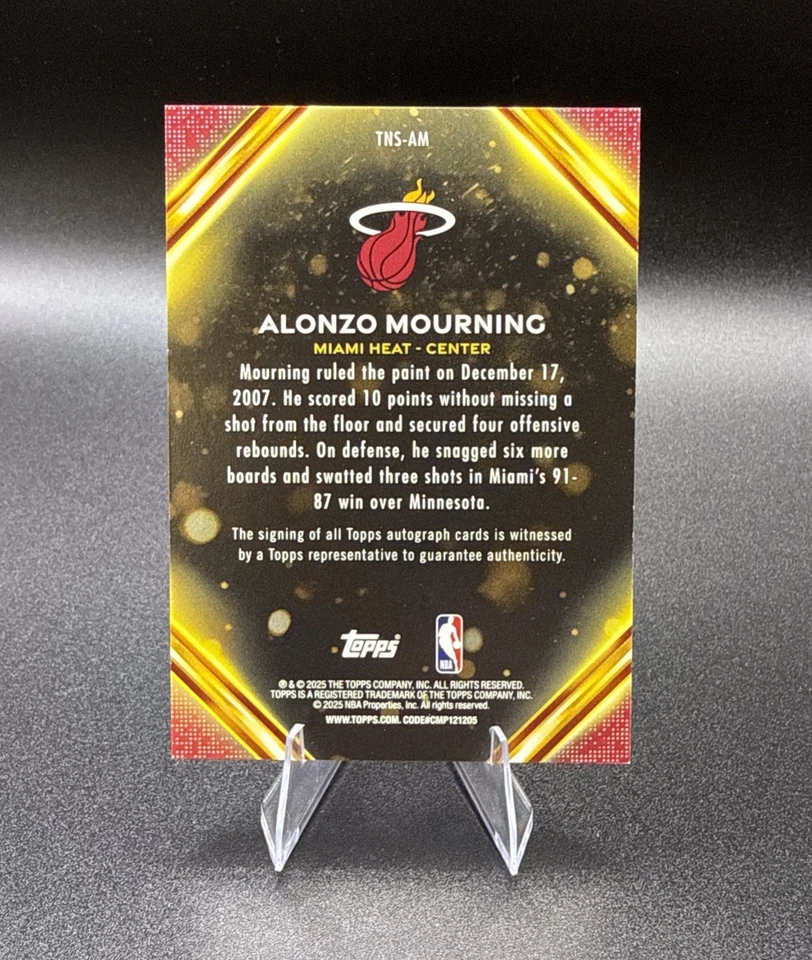 TNS-AM
ALONZO MOURNING
MIAMI HEAT - CENTER
Mourning ruled the paint on December 17,
2007. He scored 10 points without missing a
shot from the floor and secured four offensive
rebounds. On defense, he snagged six more
boards and swatted three shots in Miami's 91-
87 win over Minnesota.
The signing of all Topps autograph cards is witnessed
by a Topps representative to guarantee authenticity.
topps
NBA
℗ & © 2025 THE TOPPS COMPANY, INC. ALL RIGHTS RESERVED.
TOPPS IS A REGISTERED TRADEMARK OF THE TOPPS COMPANY, INC.
© 2025 NBA Properties, Inc. All rights reserved.
WWW.TOPPS.COM. CODE#CMP121205